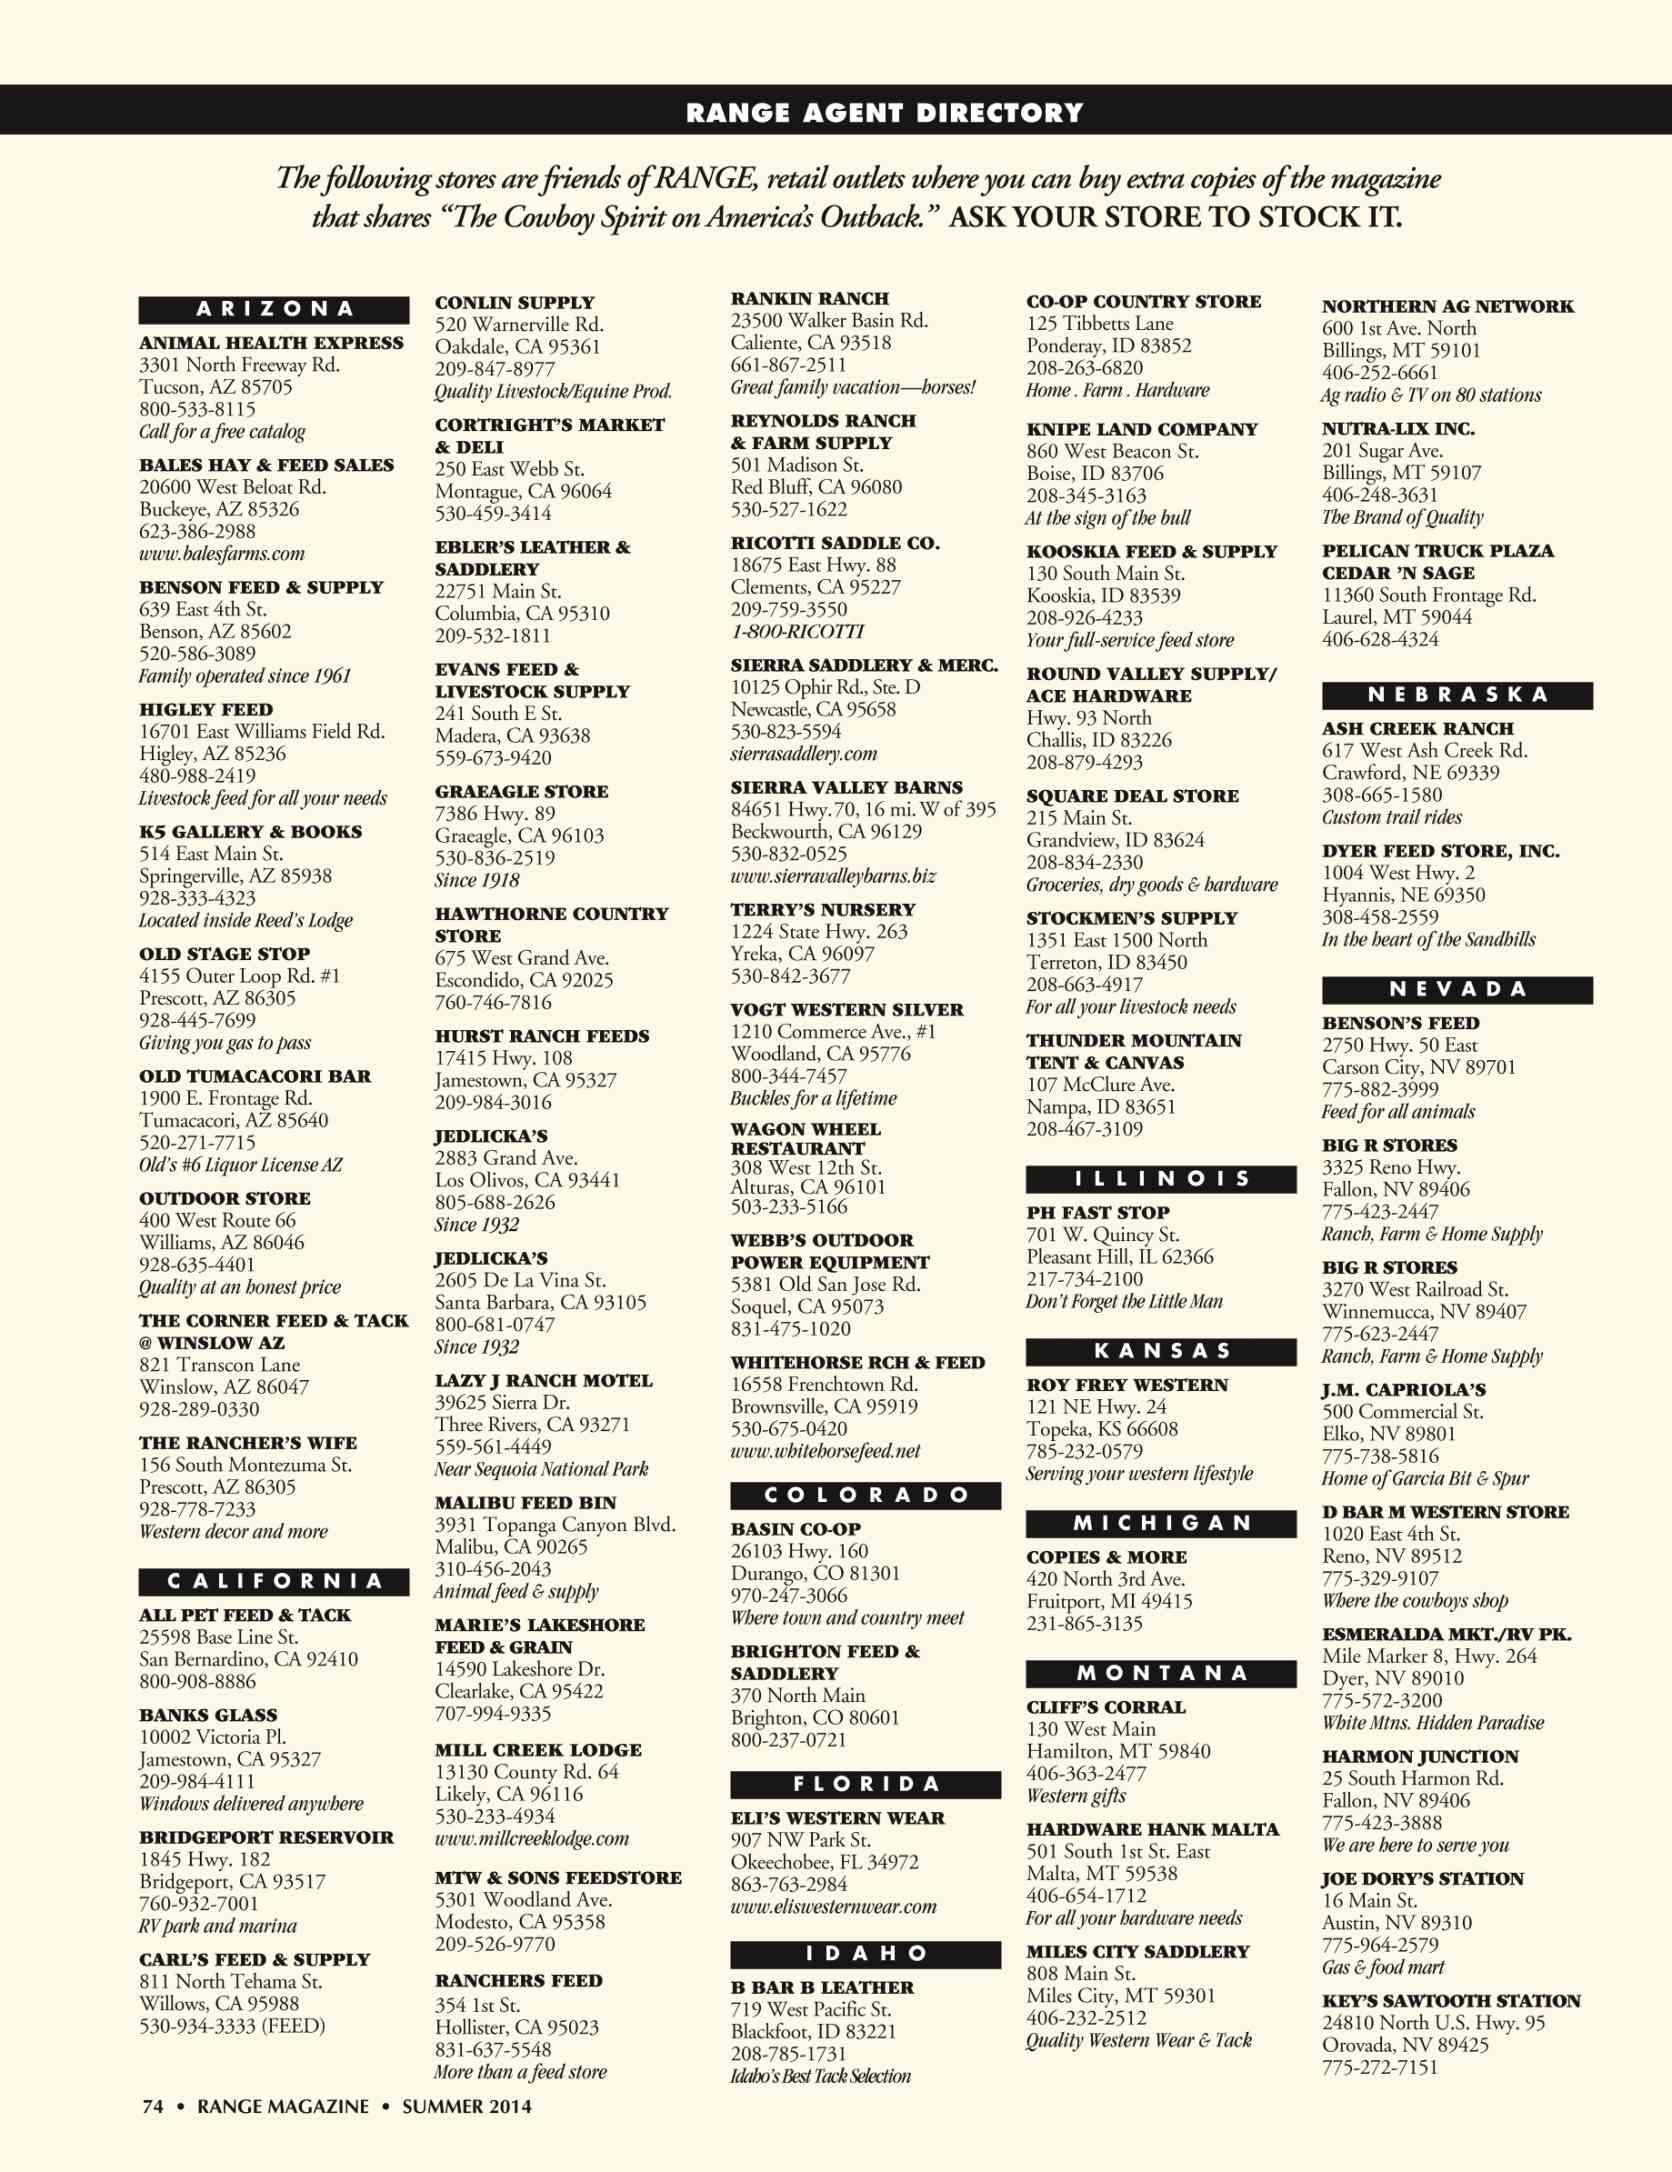 RANGE AGENT DIRECTORY
The following stores are friends of RANGE, retail outlets where you can buy extra copies of the magazine
that shares “The Cowboy Spirit on America’s Outback.” ASK YOUR STORE TO STOCK IT.
ARIZONA
ANIMAL HEALTH EXPRESS
3301 North Freeway Rd.
Tucson, AZ 85705
800-533-8115
Call for a free catalog
BALES HAY & FEED SALES
20600 West Beloat Rd.
Buckeye, AZ 85326
623-386-2988
www.balesfarms.com
BENSON FEED & SUPPLY
639 East 4th St.
Benson, AZ 85602
520-586-3089
Family operated since 1961
HIGLEY FEED
16701 East Williams Field Rd.
Higley, AZ 85236
480-988-2419
Livestock feed for all your needs
K5 GALLERY & BOOKS
514 East Main St.
Springerville, AZ 85938
928-333-4323
Located inside Reed’s Lodge
OLD STAGE STOP
4155 Outer Loop Rd. #1
Prescott, AZ 86305
928-445-7699
Giving you gas to pass
OLD TUMACACORI BAR
1900 E. Frontage Rd.
Tumacacori, AZ 85640
520-271-7715
Old’s #6 Liquor License AZ
OUTDOOR STORE
400 West Route 66
Williams, AZ 86046
928-635-4401
Quality at an honest price
THE CORNER FEED & TACK
@ WINSLOW AZ
821 Transcon Lane
Winslow, AZ 86047
928-289-0330
THE RANCHER’S WIFE
156 South Montezuma St.
Prescott, AZ 86305
928-778-7233
Western decor and more
CALIFORNIA
ALL PET FEED & TACK
25598 Base Line St.
San Bernardino, CA 92410
800-908-8886
BANKS GLASS
10002 Victoria Pl.
Jamestown, CA 95327
209-984-4111
Windows delivered anywhere
BRIDGEPORT RESERVOIR
1845 Hwy. 182
Bridgeport, CA 93517
760-932-7001
RV park and marina
CARL’S FEED & SUPPLY
811 North Tehama St.
Willows, CA 95988
530-934-3333 (FEED)
CONLIN SUPPLY
520 Warnerville Rd.
Oakdale, CA 95361
209-847-8977
Quality Livestock/Equine Prod.
CORTRIGHT’S MARKET
& DELI
250 East Webb St.
Montague, CA 96064
530-459-3414
EBLER’S LEATHER &
SADDLERY
22751 Main St.
Columbia, CA 95310
209-532-1811
EVANS FEED &
LIVESTOCK SUPPLY
241 South E St.
Madera, CA 93638
559-673-9420
GRAEAGLE STORE
7386 Hwy. 89
Graeagle, CA 96103
530-836-2519
Since 1918
HAWTHORNE COUNTRY
STORE
675 West Grand Ave.
Escondido, CA 92025
760-746-7816
HURST RANCH FEEDS
17415 Hwy. 108
Jamestown, CA 95327
209-984-3016
JEDLICKA’S
2883 Grand Ave.
Los Olivos, CA 93441
805-688-2626
Since 1932
JEDLICKA’S
2605 De La Vina St.
Santa Barbara, CA 93105
800-681-0747
Since 1932
LAZY J RANCH MOTEL
39625 Sierra Dr.
Three Rivers, CA 93271
559-561-4449
Near Sequoia National Park
MALIBU FEED BIN
3931 Topanga Canyon Blvd.
Malibu, CA 90265
310-456-2043
Animal feed & supply
MARIE’S LAKESHORE
FEED & GRAIN
14590 Lakeshore Dr.
Clearlake, CA 95422
707-994-9335
MILL CREEK LODGE
13130 County Rd. 64
Likely, CA 96116
530-233-4934
www.millcreeklodge.com
MTW & SONS FEEDSTORE
5301 Woodland Ave.
Modesto, CA 95358
209-526-9770
RANCHERS FEED
354 1st St.
Hollister, CA 95023
831-637-5548
More than a feed store
RANKIN RANCH
23500 Walker Basin Rd.
Caliente, CA 93518
661-867-2511
Great family vacation—horses!
REYNOLDS RANCH
& FARM SUPPLY
501 Madison St.
Red Bluff, CA 96080
530-527-1622
RICOTTI SADDLE CO.
18675 East Hwy. 88
Clements, CA 95227
209-759-3550
1-800-RICOTTI
SIERRA SADDLERY & MERC.
10125 Ophir Rd., Ste. D
Newcastle, CA 95658
530-823-5594
sierrasaddlery.com
SIERRA VALLEY BARNS
84651 Hwy. 70, 16 mi. W of 395
Beckwourth, CA 96129
530-832-0525
www.sierravalleybarns.biz
TERRY’S NURSERY
1224 State Hwy. 263
Yreka, CA 96097
530-842-3677
VOGT WESTERN SILVER
1210 Commerce Ave., #1
Woodland, CA 95776
800-344-7457
Buckles for a lifetime
WAGON WHEEL
RESTAURANT
308 West 12th St.
Alturas, CA 96101
503-233-5166
WEBB’S OUTDOOR
POWER EQUIPMENT
5381 Old San Jose Rd.
Soquel, CA 95073
831-475-1020
WHITEHORSE RCH & FEED
16558 Frenchtown Rd.
Brownsville, CA 95919
530-675-0420
www.whitehorsefeed.net
COLORADO
BASIN CO-OP
26103 Hwy. 160
Durango, CO 81301
970-247-3066
Where town and country meet
BRIGHTON FEED &
SADDLERY
370 North Main
Brighton, CO 80601
800-237-0721
FLORIDA
ELI’S WESTERN WEAR
907 NW Park St.
Okeechobee, FL 34972
863-763-2984
www.eliswesternwear.com
IDAHO
B BAR B LEATHER
719 West Pacific St.
Blackfoot, ID 83221
208-785-1731
Idaho’s Best Tack Selection
CO-OP COUNTRY STORE
125 Tibbetts Lane
Ponderay, ID 83852
208-263-6820
Home . Farm . Hardware
KNIPE LAND COMPANY
860 West Beacon St.
Boise, ID 83706
208-345-3163
At the sign of the bull
KOOSKIA FEED & SUPPLY
130 South Main St.
Kooskia, ID 83539
208-926-4233
Your full-service feed store
ROUND VALLEY SUPPLY/
ACE HARDWARE
Hwy. 93 North
Challis, ID 83226
208-879-4293
SQUARE DEAL STORE
215 Main St.
Grandview, ID 83624
208-834-2330
Groceries, dry goods & hardware
STOCKMEN’S SUPPLY
1351 East 1500 North
Terreton, ID 83450
208-663-4917
For all your livestock needs
THUNDER MOUNTAIN
TENT & CANVAS
107 McClure Ave.
Nampa, ID 83651
208-467-3109
ILLINOIS
PH FAST STOP
701 W. Quincy St.
Pleasant Hill, IL 62366
217-734-2100
Don’t Forget the Little Man
KANSAS
ROY FREY WESTERN
121 NE Hwy. 24
Topeka, KS 66608
785-232-0579
Serving your western lifestyle
MICHIGAN
COPIES & MORE
420 North 3rd Ave.
Fruitport, MI 49415
231-865-3135
MONTANA
CLIFF’S CORRAL
130 West Main
Hamilton, MT 59840
406-363-2477
Western gifts
HARDWARE HANK MALTA
501 South 1st St. East
Malta, MT 59538
406-654-1712
For all your hardware needs
MILES CITY SADDLERY
808 Main St.
Miles City, MT 59301
406-232-2512
Quality Western Wear & Tack
NORTHERN AG NETWORK
600 1st Ave. North
Billings, MT 59101
406-252-6661
Ag radio & TV on 80 stations
NUTRA-LIX INC.
201 Sugar Ave.
Billings, MT 59107
406-248-3631
The Brand of Quality
PELICAN TRUCK PLAZA
CEDAR ’N SAGE
11360 South Frontage Rd.
Laurel, MT 59044
406-628-4324
NEBRASKA
ASH CREEK RANCH
617 West Ash Creek Rd.
Crawford, NE 69339
308-665-1580
Custom trail rides
DYER FEED STORE, INC.
1004 West Hwy. 2
Hyannis, NE 69350
308-458-2559
In the heart of the Sandhills
NEVADA
BENSON’S FEED
2750 Hwy. 50 East
Carson City, NV 89701
775-882-3999
Feed for all animals
BIG R STORES
3325 Reno Hwy.
Fallon, NV 89406
775-423-2447
Ranch, Farm & Home Supply
BIG R STORES
3270 West Railroad St.
Winnemucca, NV 89407
775-623-2447
Ranch, Farm & Home Supply
J.M. CAPRIOLA’S
500 Commercial St.
Elko, NV 89801
775-738-5816
Home of Garcia Bit & Spur
D BAR M WESTERN STORE
1020 East 4th St.
Reno, NV 89512
775-329-9107
Where the cowboys shop
ESMERALDA MKT./RV PK.
Mile Marker 8, Hwy. 264
Dyer, NV 89010
775-572-3200
White Mtns. Hidden Paradise
HARMON JUNCTION
25 South Harmon Rd.
Fallon, NV 89406
775-423-3888
We are here to serve you
JOE DORY’S STATION
16 Main St.
Austin, NV 89310
775-964-2579
Gas & food mart
KEY’S SAWTOOTH STATION
24810 North U.S. Hwy. 95
Orovada, NV 89425
775-272-7151
74 • RANGE MAGAZINE • SUMMER 2014